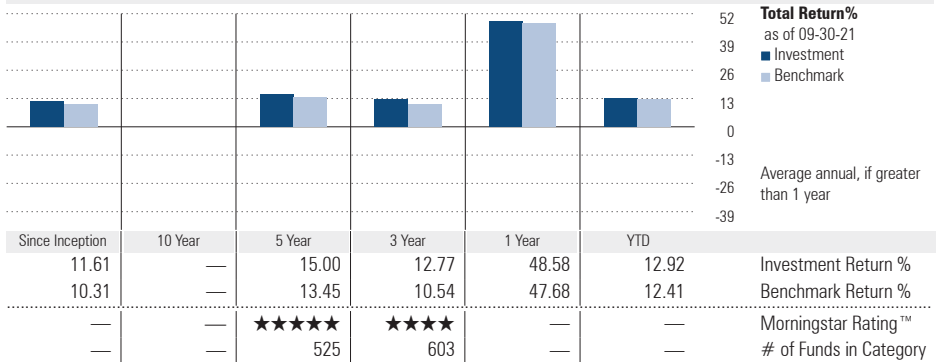 52
39
26
13
0
-13
-26
-39
Total Return%
as of 09-30-21
Investment
Benchmark
Average annual, if greater
than 1 year
Since Inception 10 Year 5 Year 3 Year 1 Year YTD
11.61 — 15.00 12.77 48.58 12.92 Investment Return %
10.31 — 13.45 10.54 47.68 12.41 Benchmark Return %
— — ★★★★★ ★★★★ — — Morningstar Rating™
— — 525 603 — — # of Funds in Category